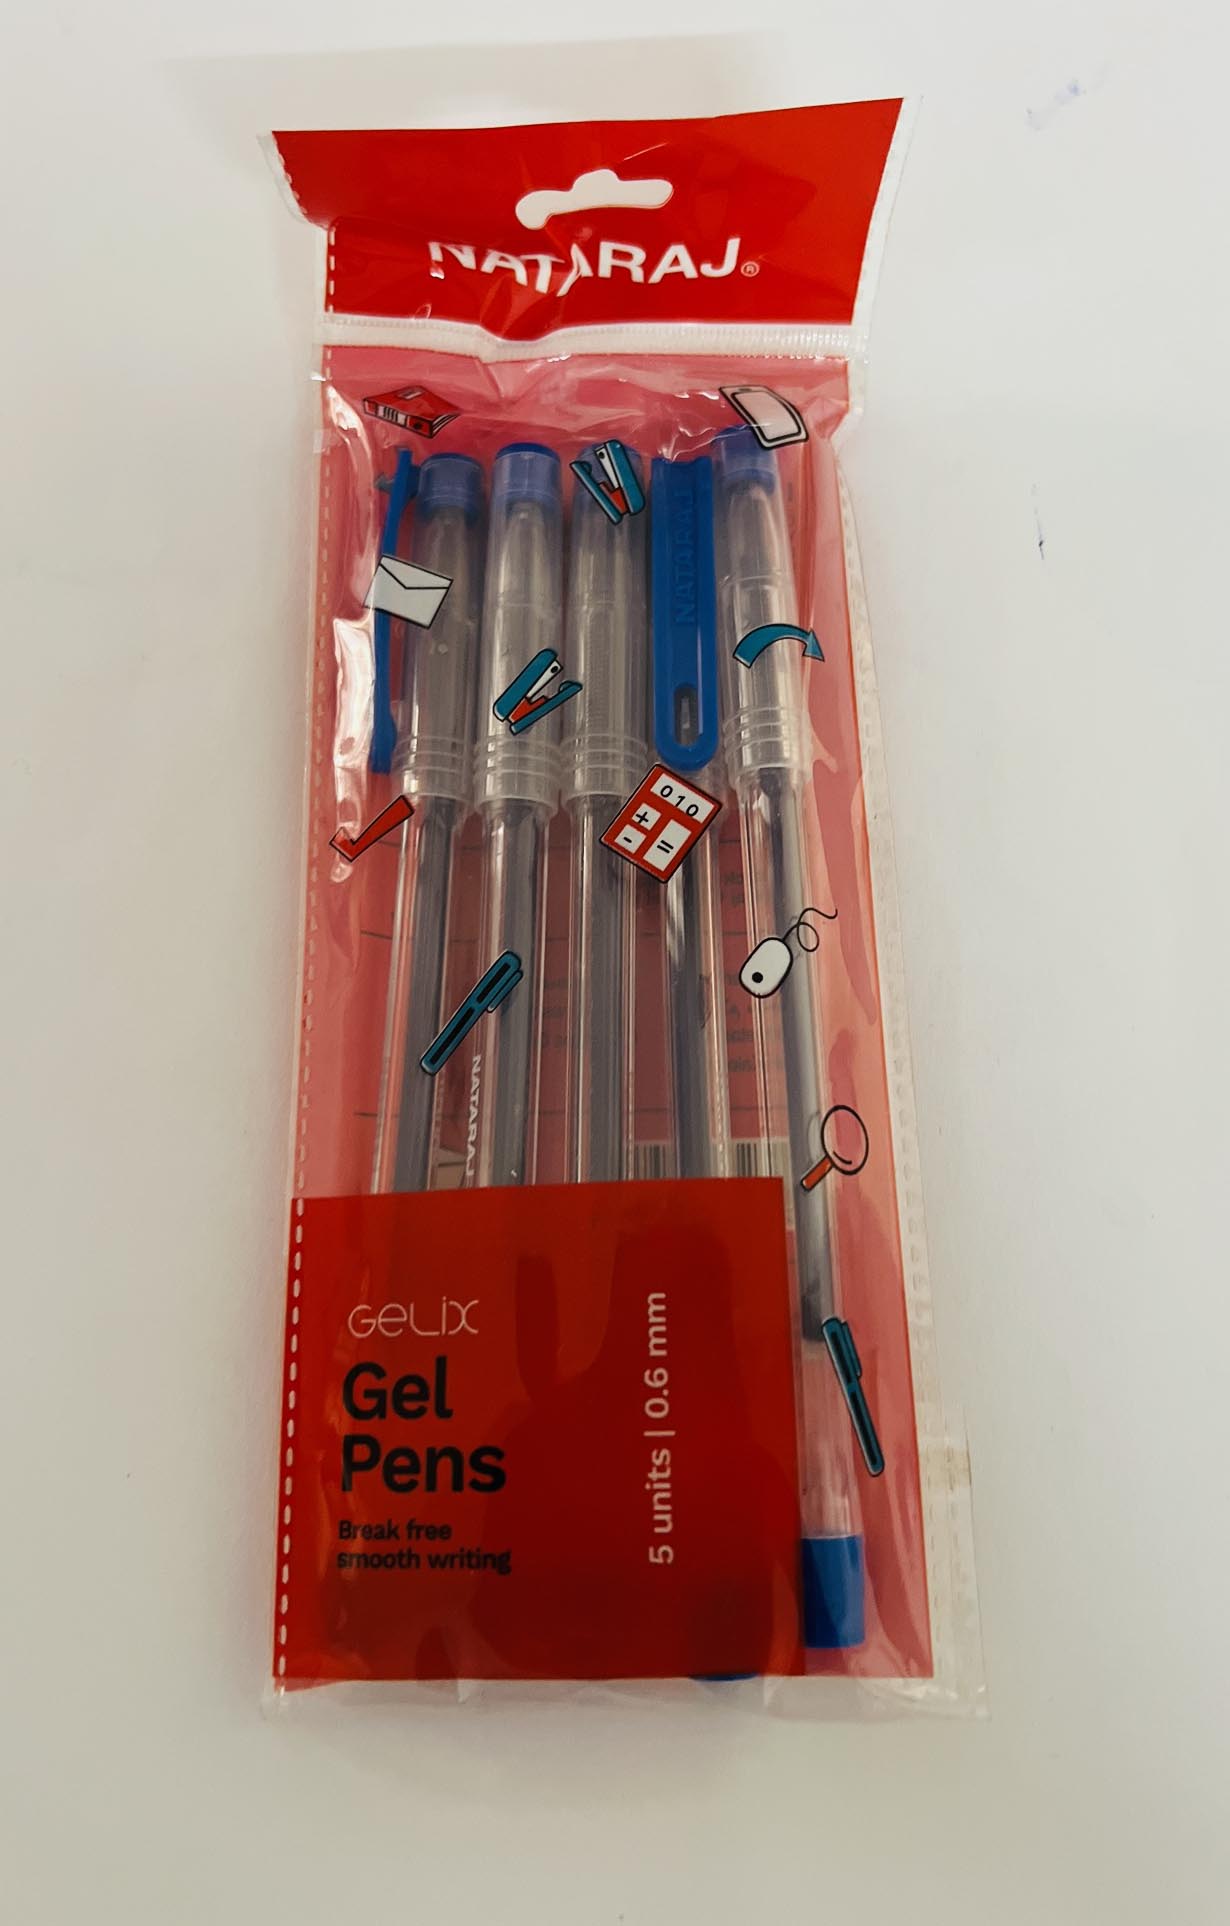 NATARAJ®
NATARAJ
010
+
- =
NATARAJ
GELIX
Gel
Pens
Break free
smooth writing
5 units | 0.6 mm